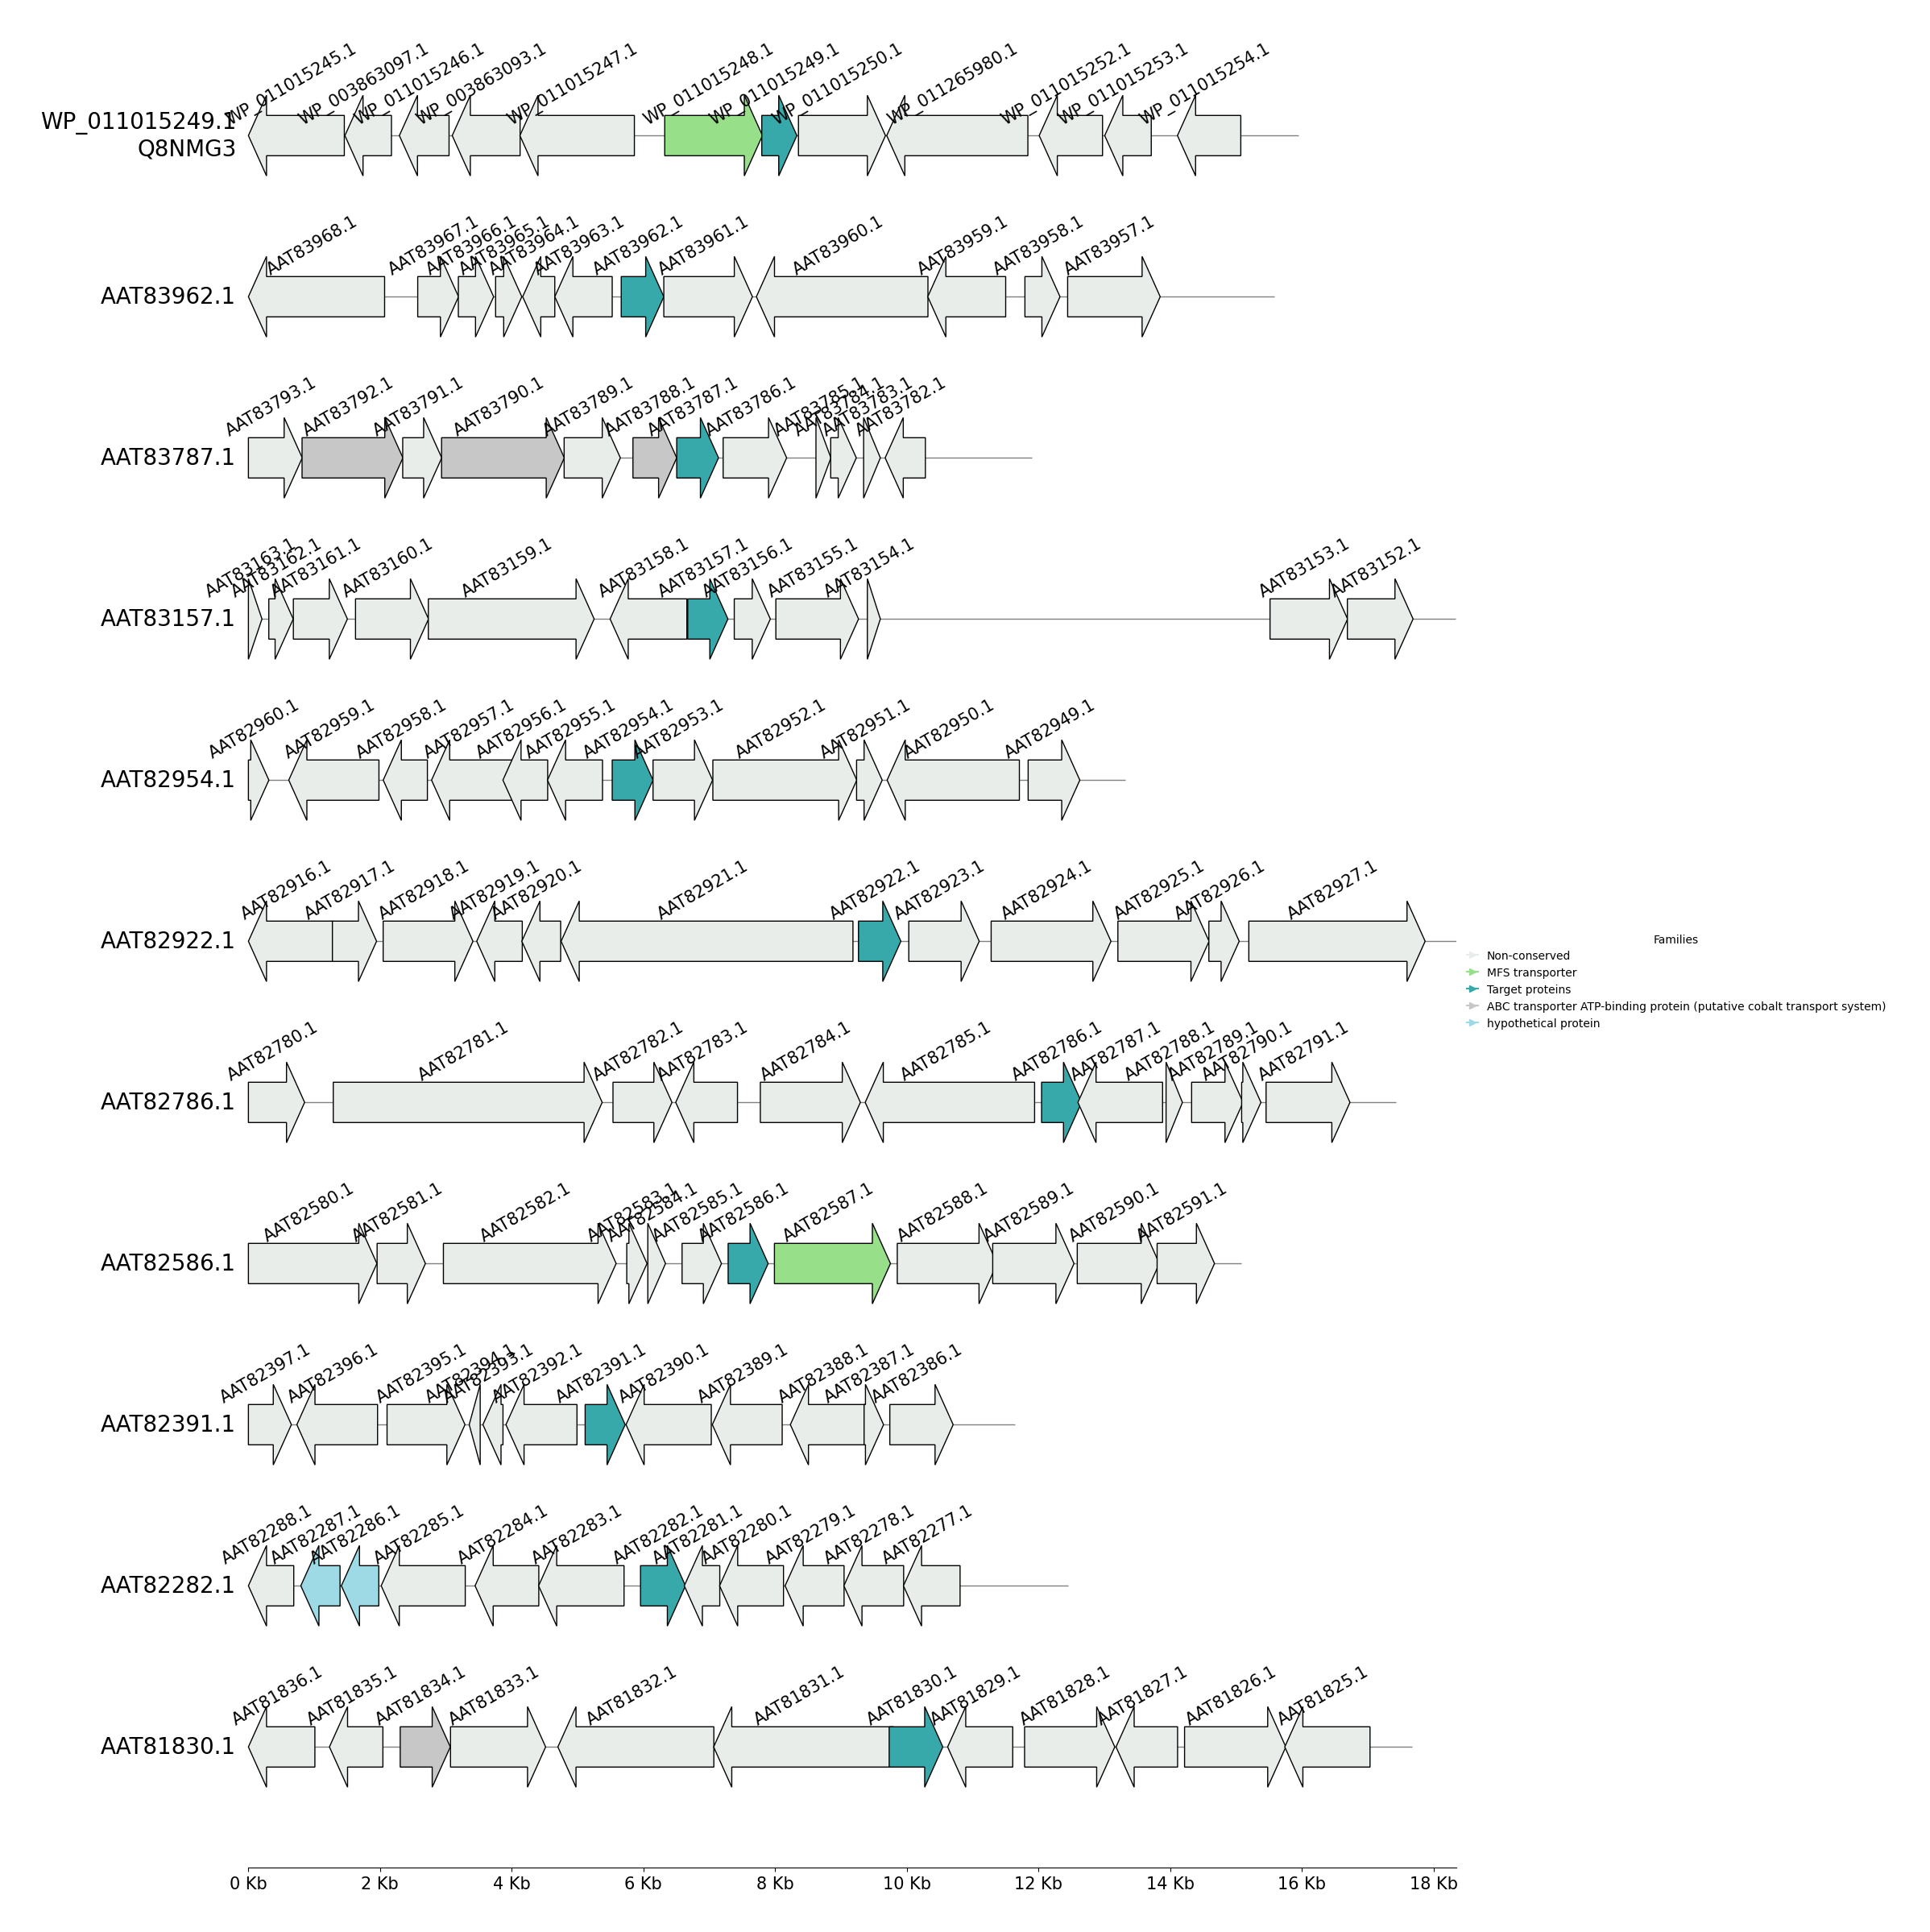 WP_011015245.1 WP_003863097.1 WP_011015246.1 WP_003863093.1 WP_011015247.1 WP_011015248.1 WP_011015249.1 WP_011015250.1 WP_011265980.1 WP_011015252.1 WP_011015253.1 WP_011015254.1
WP_011015249.1
Q8NMG3
AAT83968.1 AAT83967.1 AAT83966.1 AAT83965.1 AAT83964.1 AAT83963.1 AAT83962.1 AAT83961.1 AAT83960.1 AAT83959.1 AAT83958.1 AAT83957.1
AAT83962.1
AAT83793.1 AAT83792.1 AAT83791.1 AAT83790.1 AAT83789.1 AAT83788.1 AAT83787.1 AAT83786.1 AAT83785.1 AAT83784.1 AAT83783.1 AAT83782.1
AAT83787.1
AAT83163.1 AAT83162.1 AAT83161.1 AAT83160.1 AAT83159.1 AAT83158.1 AAT83157.1 AAT83156.1 AAT83155.1 AAT83154.1 AAT83153.1 AAT83152.1
AAT83157.1
AAT82960.1 AAT82959.1 AAT82958.1 AAT82957.1 AAT82956.1 AAT82955.1 AAT82954.1 AAT82953.1 AAT82952.1 AAT82951.1 AAT82950.1 AAT82949.1
AAT82954.1
AAT82916.1 AAT82917.1 AAT82918.1 AAT82919.1 AAT82920.1 AAT82921.1 AAT82922.1 AAT82923.1 AAT82924.1 AAT82925.1 AAT82926.1 AAT82927.1
AAT82922.1
Families
Non-conserved
MFS transporter
Target proteins
ABC transporter ATP-binding protein (putative cobalt transport system)
hypothetical protein
AAT82780.1 AAT82781.1 AAT82782.1 AAT82783.1 AAT82784.1 AAT82785.1 AAT82786.1 AAT82787.1 AAT82788.1 AAT82789.1 AAT82790.1 AAT82791.1
AAT82786.1
AAT82580.1 AAT82581.1 AAT82582.1 AAT82583.1 AAT82584.1 AAT82585.1 AAT82586.1 AAT82587.1 AAT82588.1 AAT82589.1 AAT82590.1 AAT82591.1
AAT82586.1
AAT82397.1 AAT82396.1 AAT82395.1 AAT82394.1 AAT82393.1 AAT82392.1 AAT82391.1 AAT82390.1 AAT82389.1 AAT82388.1 AAT82387.1 AAT82386.1
AAT82391.1
AAT82288.1 AAT82287.1 AAT82286.1 AAT82285.1 AAT82284.1 AAT82283.1 AAT82282.1 AAT82281.1 AAT82280.1 AAT82279.1 AAT82278.1 AAT82277.1
AAT82282.1
AAT81836.1 AAT81835.1 AAT81834.1 AAT81833.1 AAT81832.1 AAT81831.1 AAT81830.1 AAT81829.1 AAT81828.1 AAT81827.1 AAT81826.1 AAT81825.1
AAT81830.1
0 Kb 2 Kb 4 Kb 6 Kb 8 Kb 10 Kb 12 Kb 14 Kb 16 Kb 18 Kb